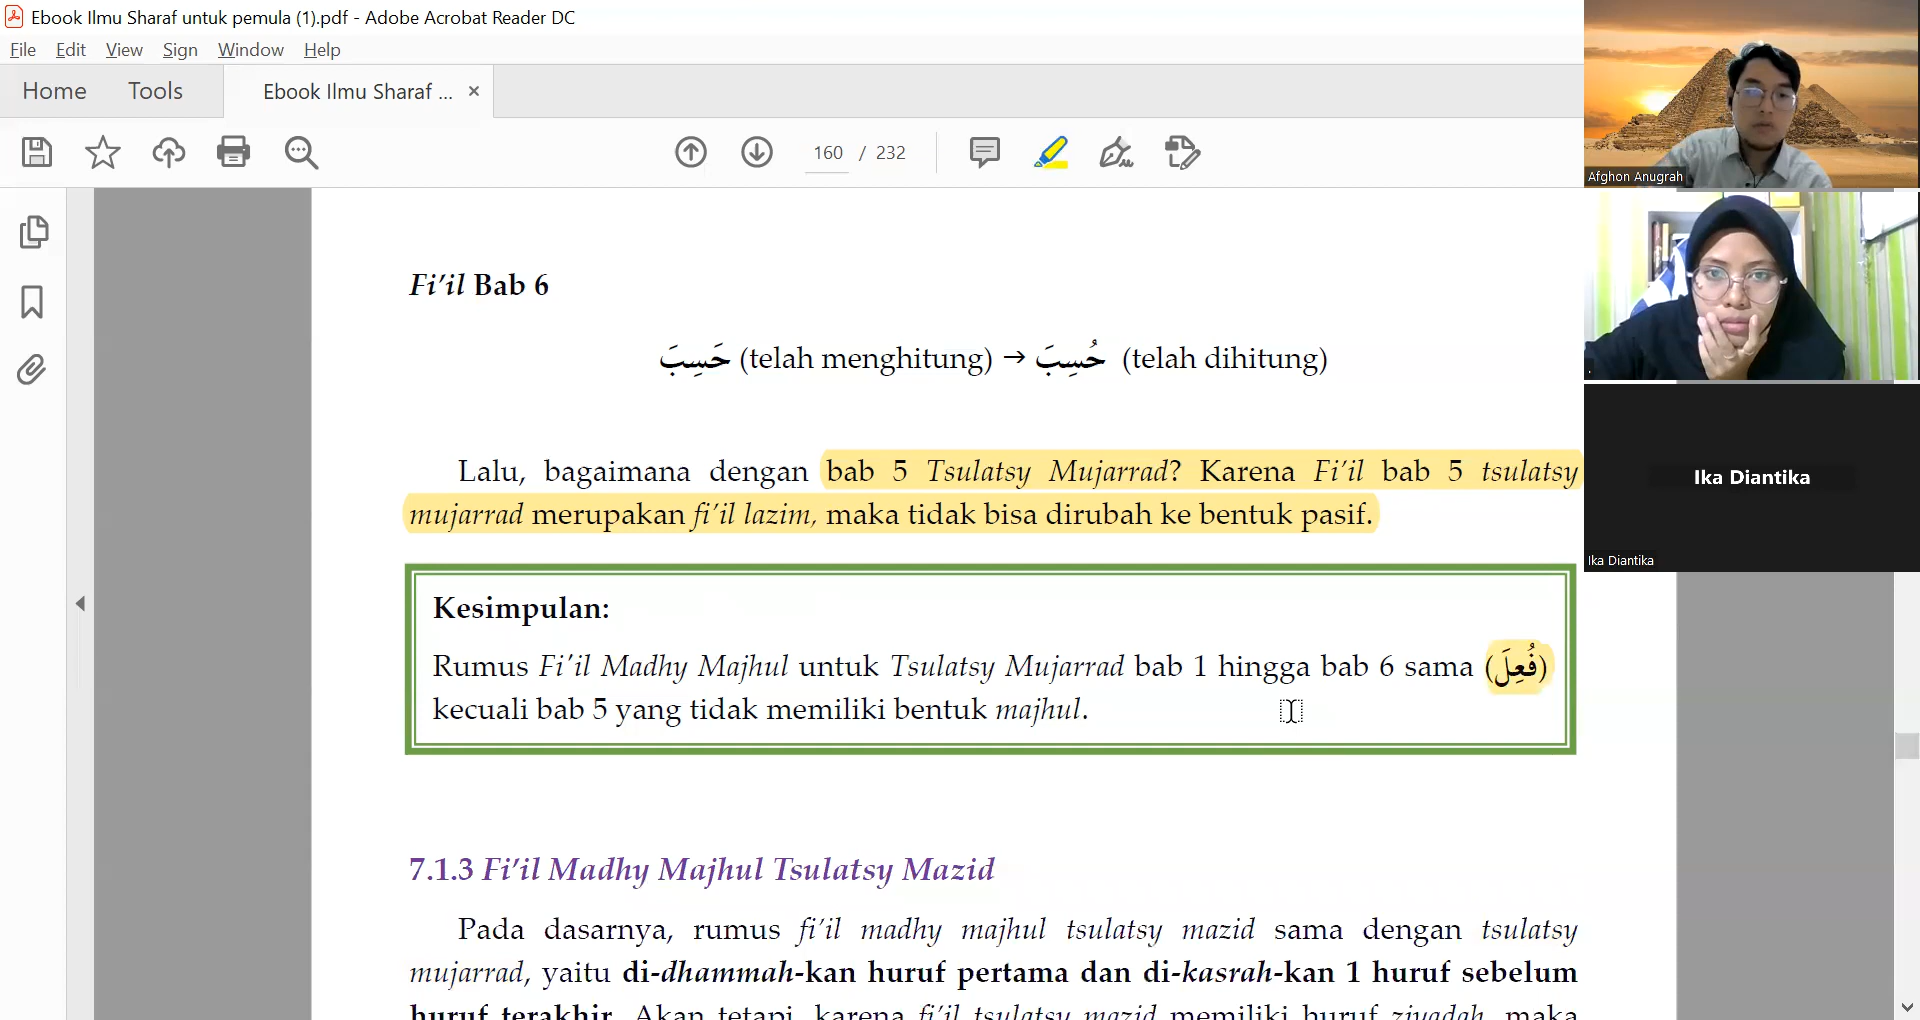 Ebook Ilmu Sharaf untuk pemula (1).pdf - Adobe Acrobat Reader DC
File Edit View Sign Window Help
Home Tools Ebook Ilmu Sharaf ... ×
160 / 232
Fi'il Bab 6
حَسِبَ (telah menghitung) → حُسِبَ (telah dihitung)
Lalu, bagaimana dengan bab 5 Tsulatsy Mujarrad? Karena Fi'il bab 5 tsulatsy
mujarrad merupakan fi'il lazim, maka tidak bisa dirubah ke bentuk pasif.
Kesimpulan:
Rumus Fi'il Madhy Majhul untuk Tsulatsy Mujarrad bab 1 hingga bab 6 sama (فُعِلَ)
kecuali bab 5 yang tidak memiliki bentuk majhul.
7.1.3 Fi'il Madhy Majhul Tsulatsy Mazid
Pada dasarnya, rumus fi'il madhy majhul tsulatsy mazid sama dengan tsulatsy
mujarrad, yaitu di-dhammah-kan huruf pertama dan di-kasrah-kan 1 huruf sebelum
huruf terakhir. Akan tetapi, karena fi'il tsulatsy mazid memiliki huruf ziyadah, maka
Afghon Anugrah
.
Ika Diantika
Ika Diantika